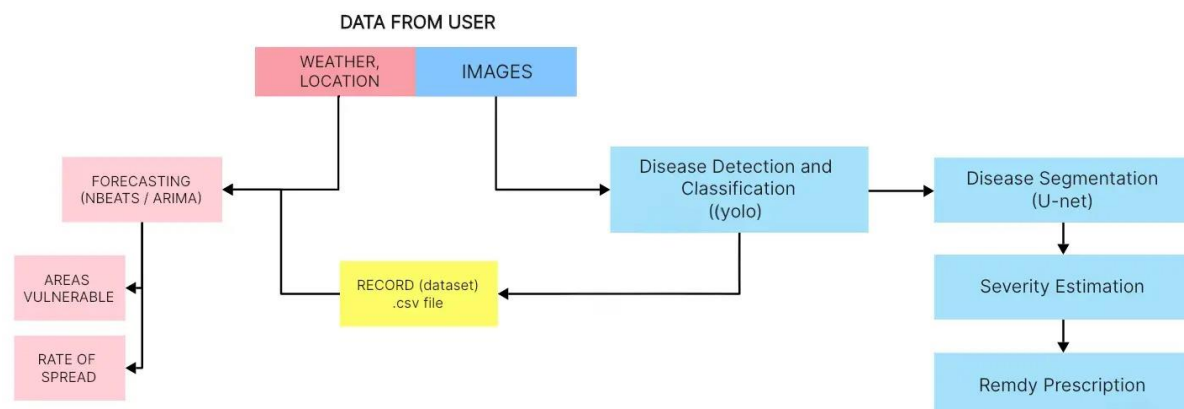 DATA FROM USER
WEATHER,
LOCATION
IMAGES
FORECASTING
(NBEATS / ARIMA)
Disease Detection and
Classification
((yolo)
Disease Segmentation
(U-net)
AREAS
VULNERABLE
RECORD (dataset)
.csv file
Severity Estimation
RATE OF
SPREAD
Remdy Prescription